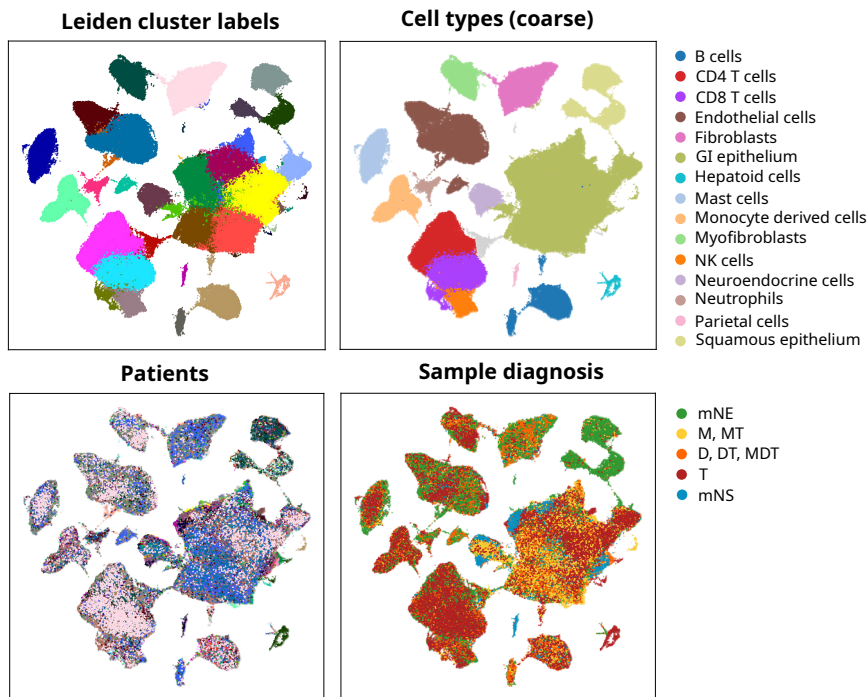 Leiden cluster labels
Cell types (coarse)
B cells
CD4 T cells
CD8 T cells
Endothelial cells
Fibroblasts
GI epithelium
Hepatoid cells
Mast cells
Monocyte derived cells
Myofibroblasts
NK cells
Neuroendocrine cells
Neutrophils
Parietal cells
Squamous epithelium
Patients
Sample diagnosis
mNE
M, MT
D, DT, MDT
T
mNS